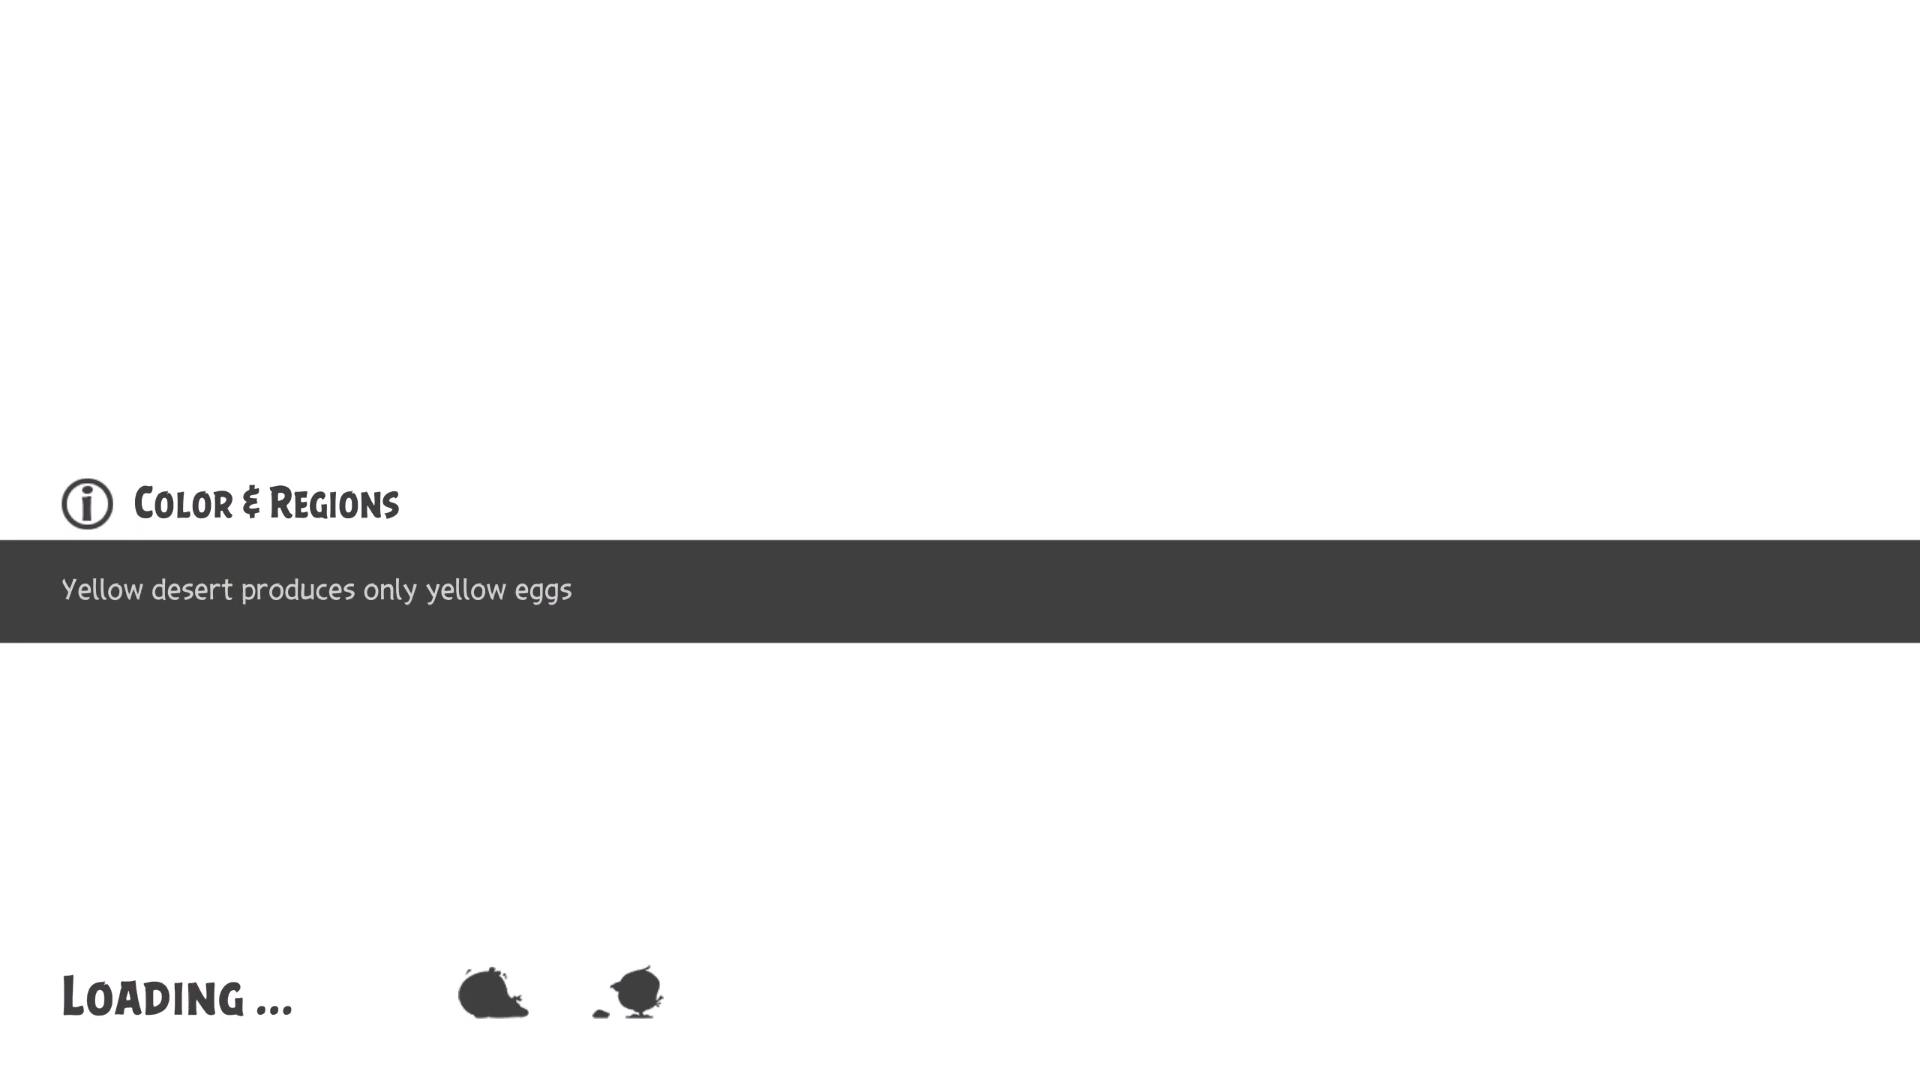 Color & Regions
Yellow desert produces only yellow eggs
Loading ...